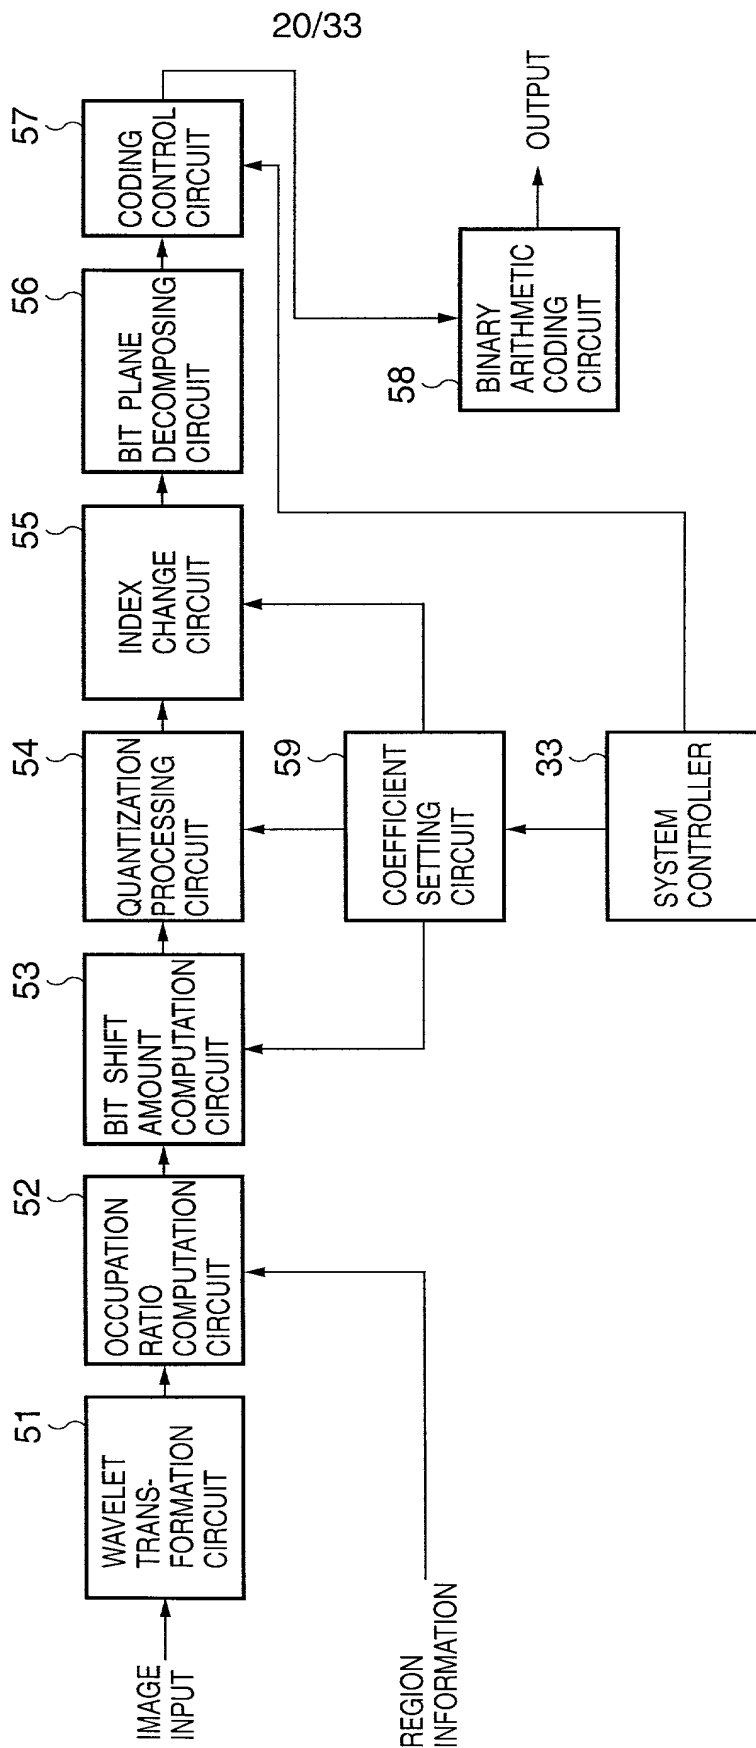 20/33
IMAGE
INPUT
51
WAVELET
TRANS-
FORMATION
CIRCUIT
52
OCCUPATION
RATIO
COMPUTATION
CIRCUIT
53
BIT SHIFT
AMOUNT
COMPUTATION
CIRCUIT
54
QUANTIZATION
PROCESSING
CIRCUIT
55
INDEX
CHANGE
CIRCUIT
56
BIT PLANE
DECOMPOSING
CIRCUIT
57
CODING
CONTROL
CIRCUIT
REGION
INFORMATION
59
COEFFICIENT
SETTING
CIRCUIT
58
BINARY
ARITHMETIC
CODING
CIRCUIT
OUTPUT
33
SYSTEM
CONTROLLER